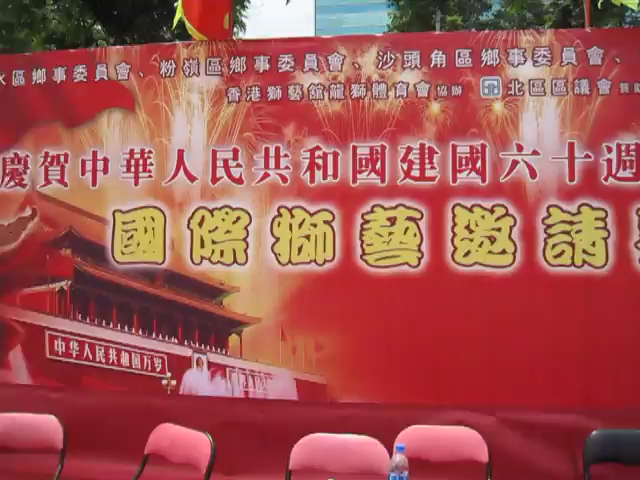 水區鄉事委員會、粉嶺區鄉事委員會、沙頭角區鄉事委員會、
香港獅藝舘龍獅體育會協辦 北區區議會贊助
慶賀中華人民共和國建國六十週
國際獅藝邀請
中华人民共和国万岁